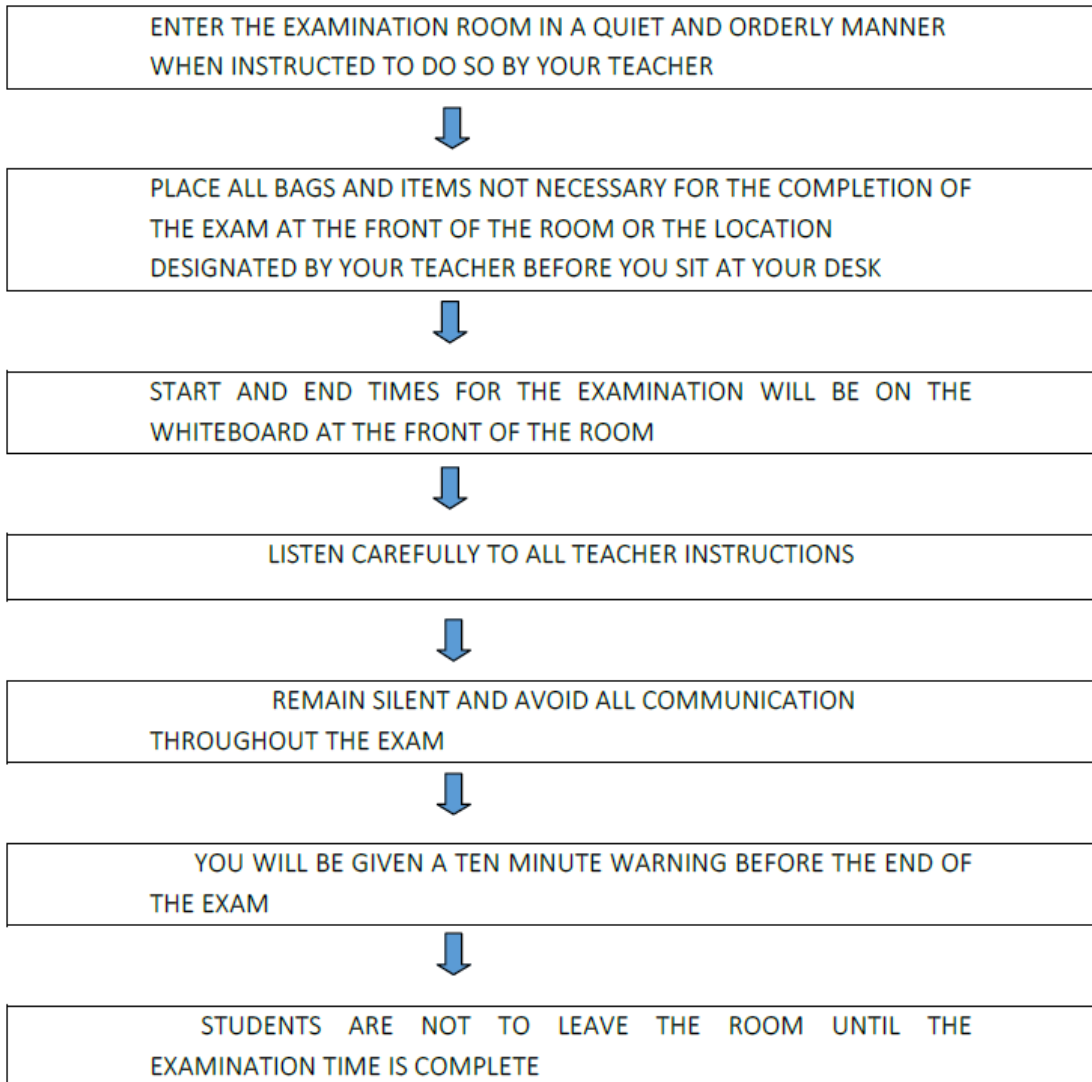 ENTER THE EXAMINATION ROOM IN A QUIET AND ORDERLY MANNER
WHEN INSTRUCTED TO DO SO BY YOUR TEACHER
PLACE ALL BAGS AND ITEMS NOT NECESSARY FOR THE COMPLETION OF
THE EXAM AT THE FRONT OF THE ROOM OR THE LOCATION
DESIGNATED BY YOUR TEACHER BEFORE YOU SIT AT YOUR DESK
START AND END TIMES FOR THE EXAMINATION WILL BE ON THE
WHITEBOARD AT THE FRONT OF THE ROOM
LISTEN CAREFULLY TO ALL TEACHER INSTRUCTIONS
REMAIN SILENT AND AVOID ALL COMMUNICATION
THROUGHOUT THE EXAM
YOU WILL BE GIVEN A TEN MINUTE WARNING BEFORE THE END OF
THE EXAM
STUDENTS ARE NOT TO LEAVE THE ROOM UNTIL THE
EXAMINATION TIME IS COMPLETE